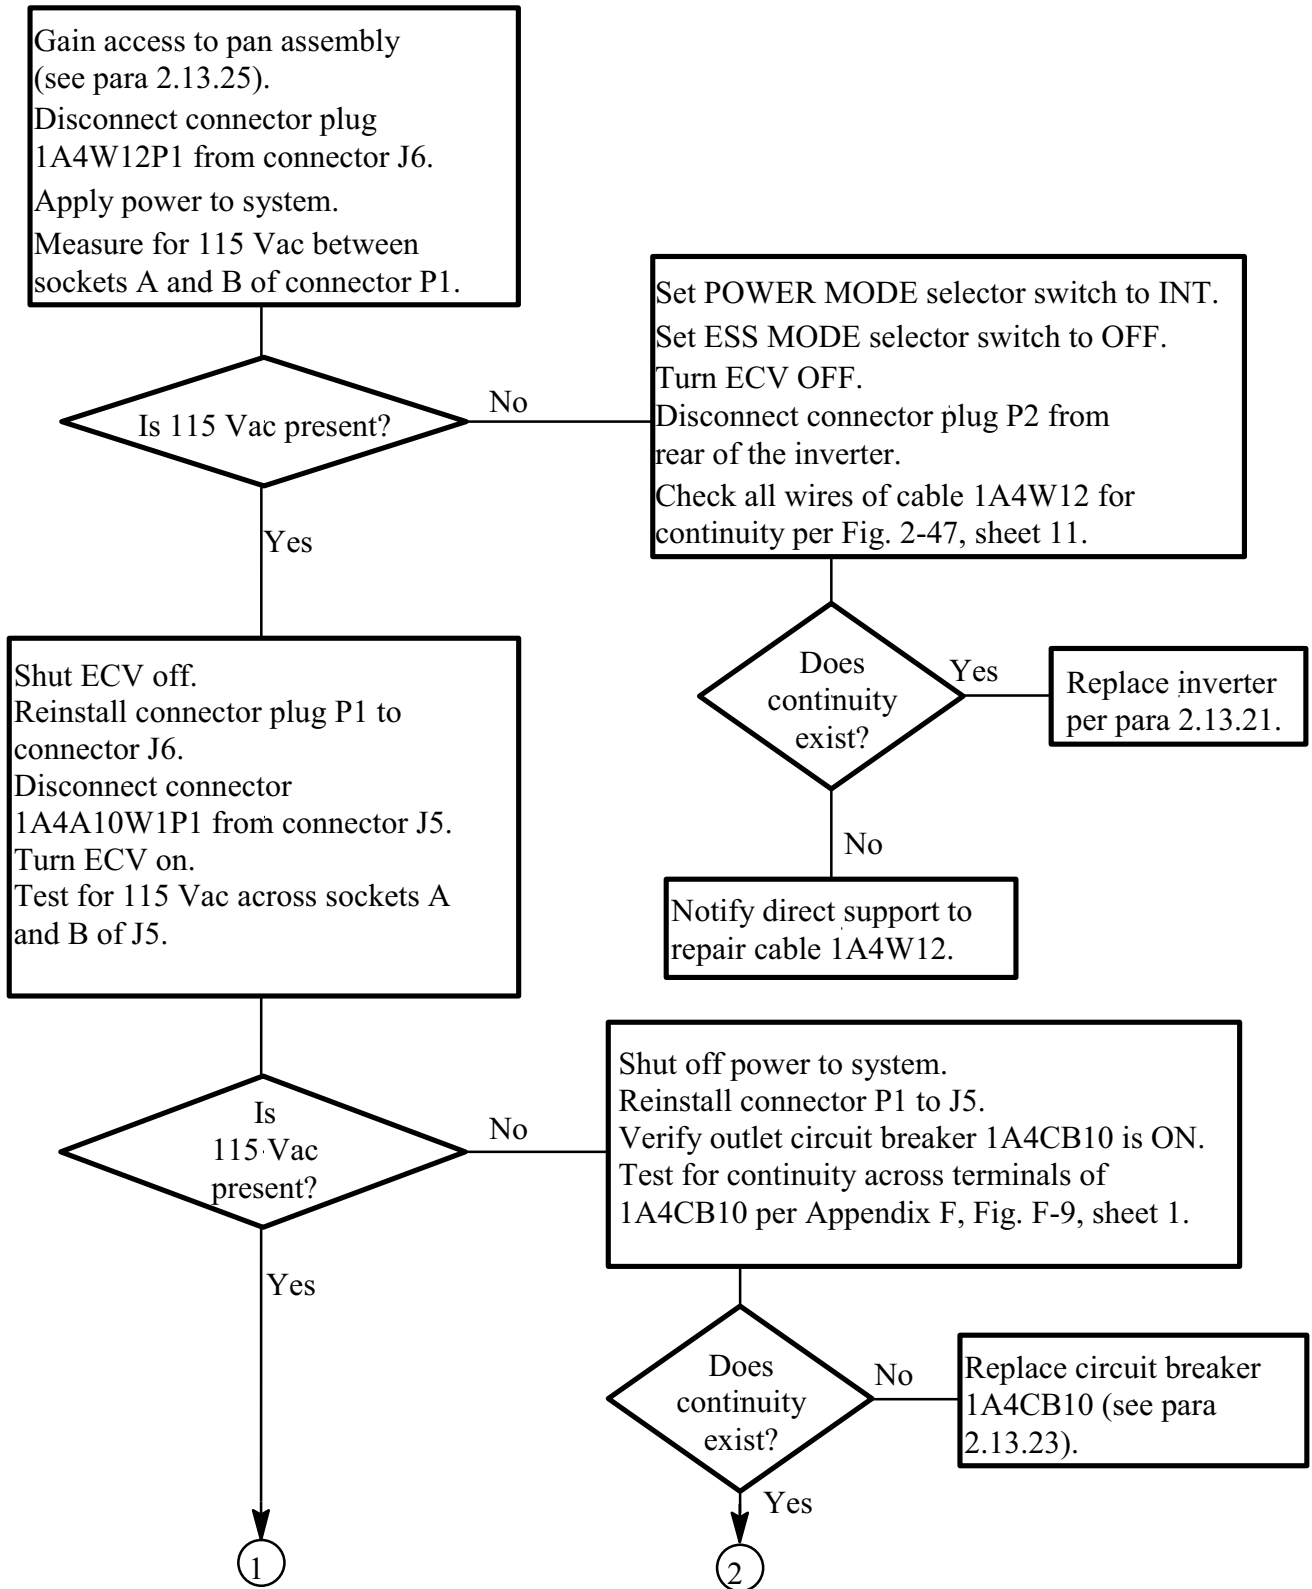 Gain access to pan assembly
(see para 2.13.25).
Disconnect connector plug
1A4W12P1 from connector J6.
Apply power to system.
Measure for 115 Vac between
sockets A and B of connector P1.
Is 115 Vac present?
No
Set POWER MODE selector switch to INT.
Set ESS MODE selector switch to OFF.
Turn ECV OFF.
Disconnect connector plug P2 from
rear of the inverter.
Check all wires of cable 1A4W12 for
continuity per Fig. 2-47, sheet 11.
Yes
Does
continuity
exist?
Yes
Replace inverter
per para 2.13.21.
No
Notify direct support to
repair cable 1A4W12.
Shut ECV off.
Reinstall connector plug P1 to
connector J6.
Disconnect connector
1A4A10W1P1 from connector J5.
Turn ECV on.
Test for 115 Vac across sockets A
and B of J5.
Is
115 Vac
present?
No
Shut off power to system.
Reinstall connector P1 to J5.
Verify outlet circuit breaker 1A4CB10 is ON.
Test for continuity across terminals of
1A4CB10 per Appendix F, Fig. F-9, sheet 1.
Yes
Does
continuity
exist?
No
Replace circuit breaker
1A4CB10 (see para
2.13.23).
Yes
1
2